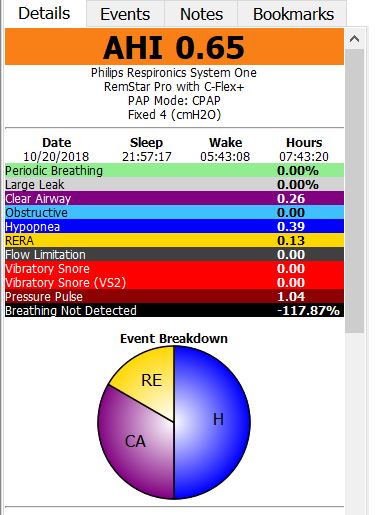 Details Events Notes Bookmarks
AHI 0.65
Philips Respironics System One
RemStar Pro with C-Flex+
PAP Mode: CPAP
Fixed 4 (cmH2O)
Date Sleep Wake Hours
10/20/2018 21:57:17 05:43:08 07:43:20
Periodic Breathing 0.00%
Large Leak 0.00%
Clear Airway 0.26
Obstructive 0.00
Hypopnea 0.39
RERA 0.13
Flow Limitation 0.00
Vibratory Snore 0.00
Vibratory Snore (VS2) 0.00
Pressure Pulse 1.04
Breathing Not Detected -117.87%
Event Breakdown
RE
H
CA